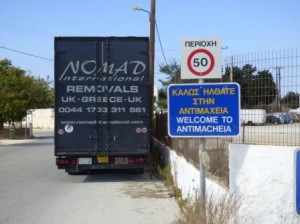 NOMAD
International
REMOVALS
UK·GREECE·UK
0044 1733 311 561
ΠΕΡΙΟΧΗ
50
ΚΑΛΩΣ ΗΛΘΑΤΕ
ΣΤΗΝ
ΑΝΤΙΜΑΧΕΙΑ
WELCOME TO
ANTIMACHEIA